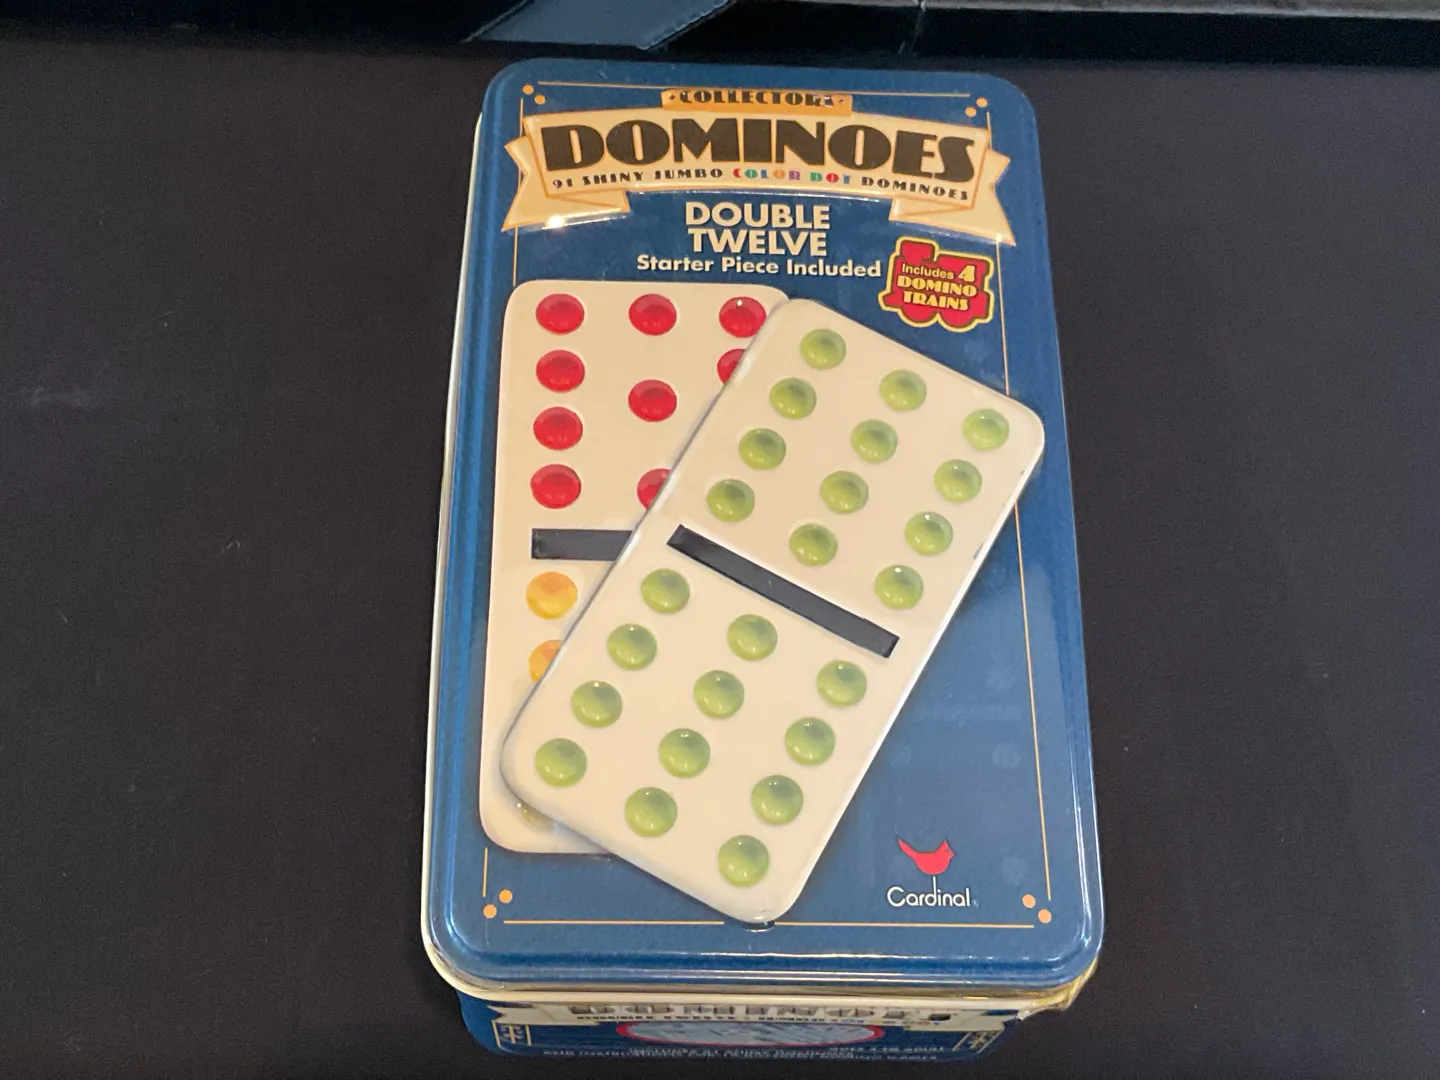 COLLECTOR'S
DOMINOES
91 SHINY JUMBO COLOR DOT DOMINOES
DOUBLE
TWELVE
Starter Piece Included
Includes 4
DOMINO
TRAINS
Cardinal